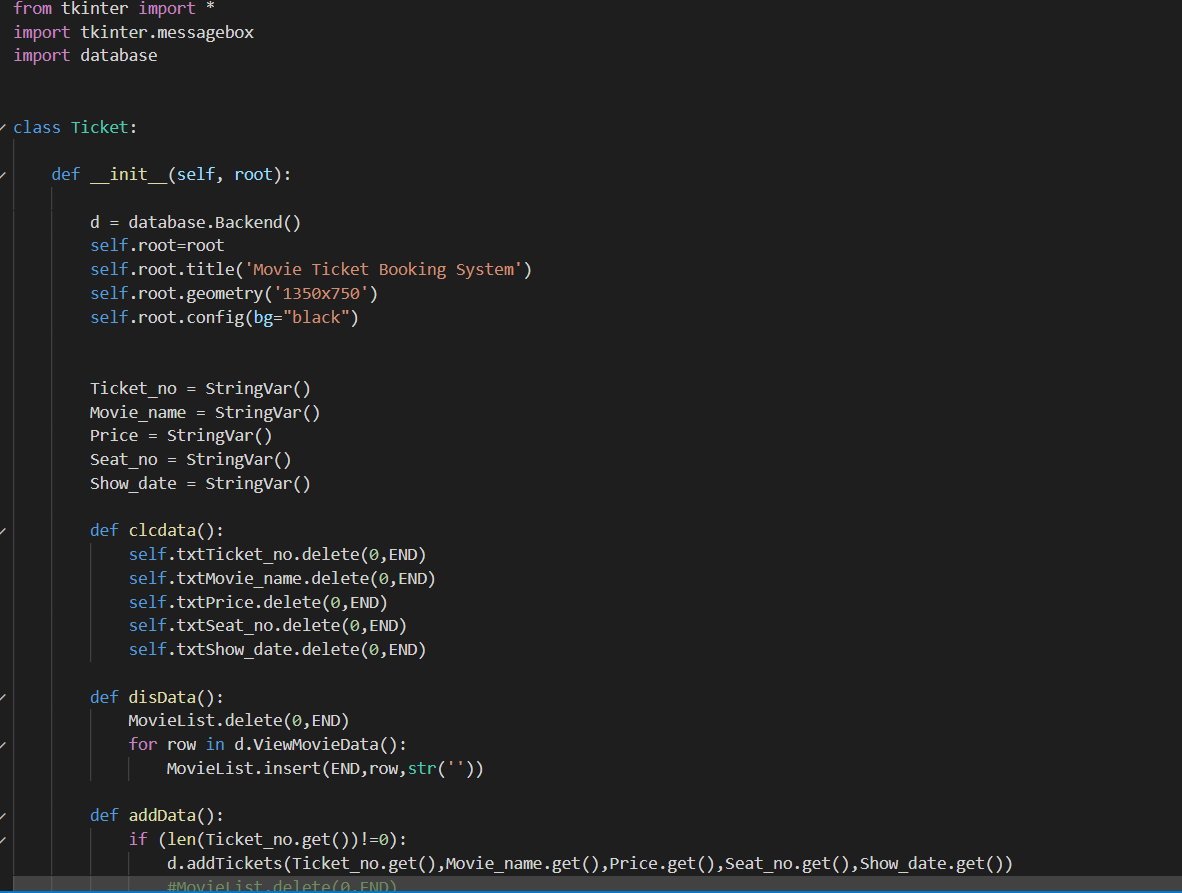 from tkinter import *
import tkinter.messagebox
import database
class Ticket:
    def __init__(self, root):
        d = database.Backend()
        self.root=root
        self.root.title('Movie Ticket Booking System')
        self.root.geometry('1350x750')
        self.root.config(bg="black")
        Ticket_no = StringVar()
        Movie_name = StringVar()
        Price = StringVar()
        Seat_no = StringVar()
        Show_date = StringVar()
        def clcdata():
            self.txtTicket_no.delete(0,END)
            self.txtMovie_name.delete(0,END)
            self.txtPrice.delete(0,END)
            self.txtSeat_no.delete(0,END)
            self.txtShow_date.delete(0,END)
        def disData():
            MovieList.delete(0,END)
            for row in d.ViewMovieData():
                MovieList.insert(END,row,str(''))
        def addData():
            if (len(Ticket_no.get())!=0):
                d.addTickets(Ticket_no.get(),Movie_name.get(),Price.get(),Seat_no.get(),Show_date.get())
                #MovieList.delete(0,END)